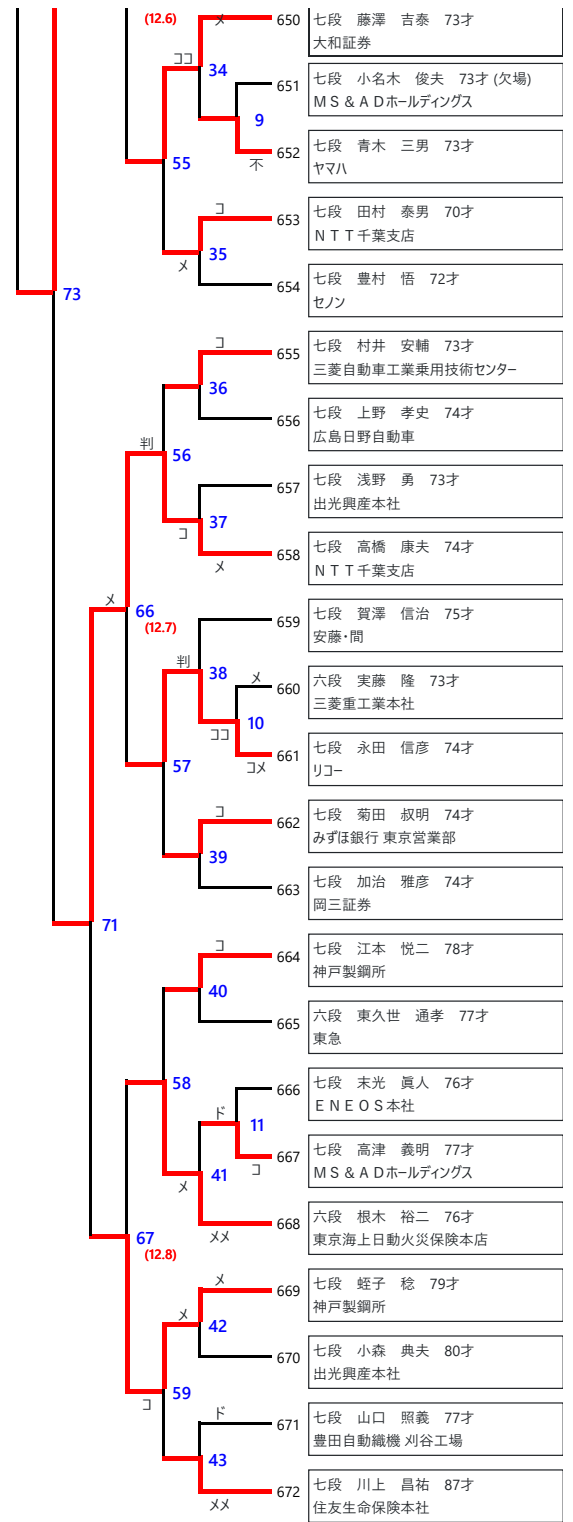 (12.6)
メ
650
七段 藤澤 吉泰 73才
大和証券
ココ
34
651
七段 小名木 俊夫 73才 (欠場)
ＭＳ＆ＡＤホールディングス
9
55
652
七段 青木 三男 73才
ヤマハ
不
コ
653
七段 田村 泰男 70才
ＮＴＴ千葉支店
35
メ
654
七段 豊村 悟 72才
セノン
73
コ
655
七段 村井 安輔 73才
三菱自動車工業乗用技術センター
36
656
七段 上野 孝史 74才
広島日野自動車
判
56
657
七段 浅野 勇 73才
出光興産本社
37
コ
658
七段 高橋 康夫 74才
ＮＴＴ千葉支店
メ
メ
66
(12.7)
659
七段 賀澤 信治 75才
安藤・間
判
38
メ
660
六段 実藤 隆 73才
三菱重工業本社
10
ココ
661
七段 永田 信彦 74才
リコー
コメ
57
コ
662
七段 菊田 叔明 74才
みずほ銀行 東京営業部
39
663
七段 加治 雅彦 74才
岡三証券
71
コ
664
七段 江本 悦二 78才
神戸製鋼所
40
665
六段 東久世 通孝 77才
東急
58
666
七段 末光 眞人 76才
ＥＮＥＯＳ本社
ド
11
667
七段 高津 義明 77才
ＭＳ＆ＡＤホールディングス
コ
41
メ
668
六段 根木 裕二 76才
東京海上日動火災保険本店
メメ
67
(12.8)
メ
669
七段 蛭子 稔 79才
神戸製鋼所
メ
42
670
七段 小森 典夫 80才
出光興産本社
59
コ
ド
671
七段 山口 照義 77才
豊田自動織機 刈谷工場
43
672
七段 川上 昌祐 87才
住友生命保険本社
メメ